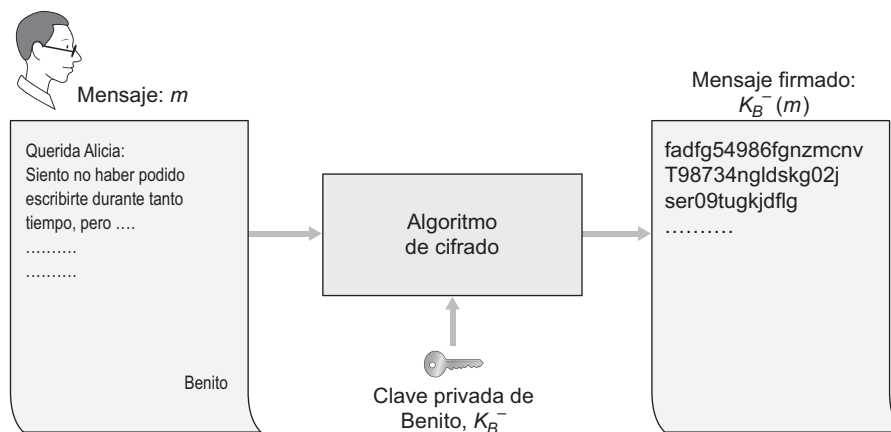 Mensaje: m
Querida Alicia:
Siento no haber podido
escribirte durante tanto
tiempo, pero ....
..........
..........
Benito
Algoritmo
de cifrado
Clave privada de
Benito, K_B^–
Mensaje firmado:
K_B^– (m)
fadfg54986fgnzmcnv
T98734ngldskg02j
ser09tugkjdflg
..........